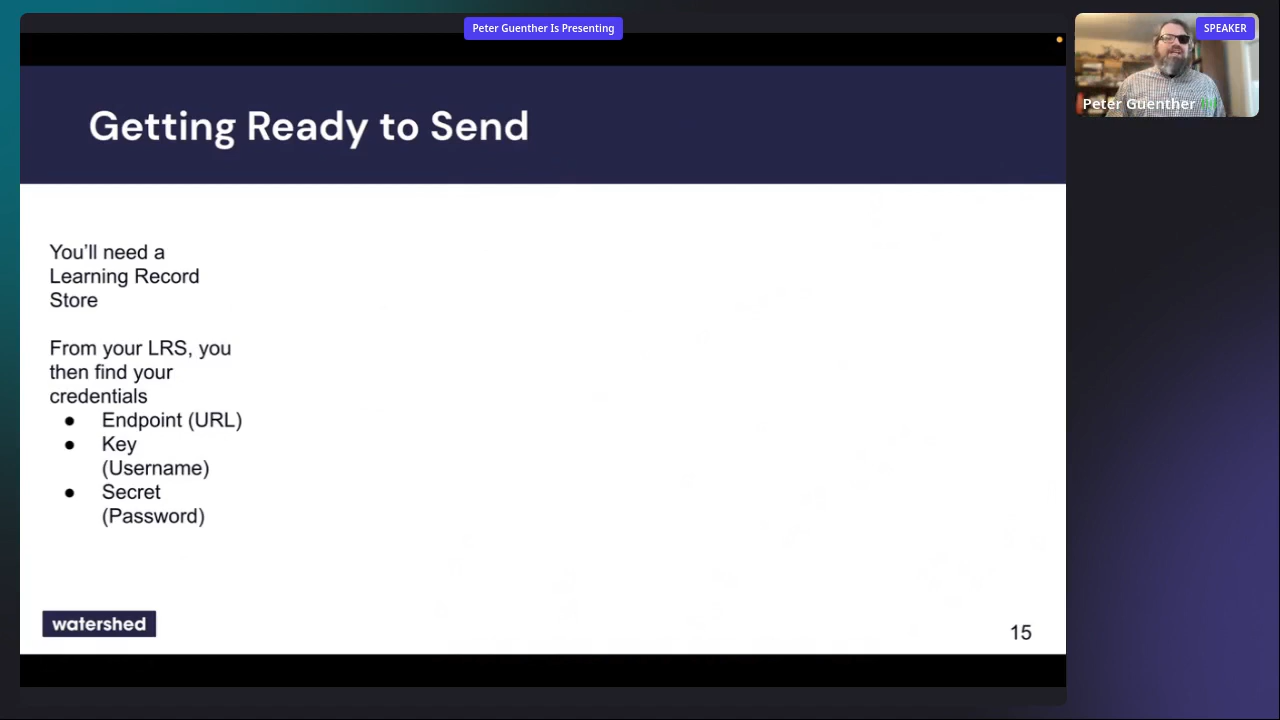 Peter Guenther Is Presenting
SPEAKER
Peter Guenther
Getting Ready to Send
You’ll need a
Learning Record
Store
From your LRS, you
then find your
credentials
● Endpoint (URL)
● Key
(Username)
● Secret
(Password)
watershed
15